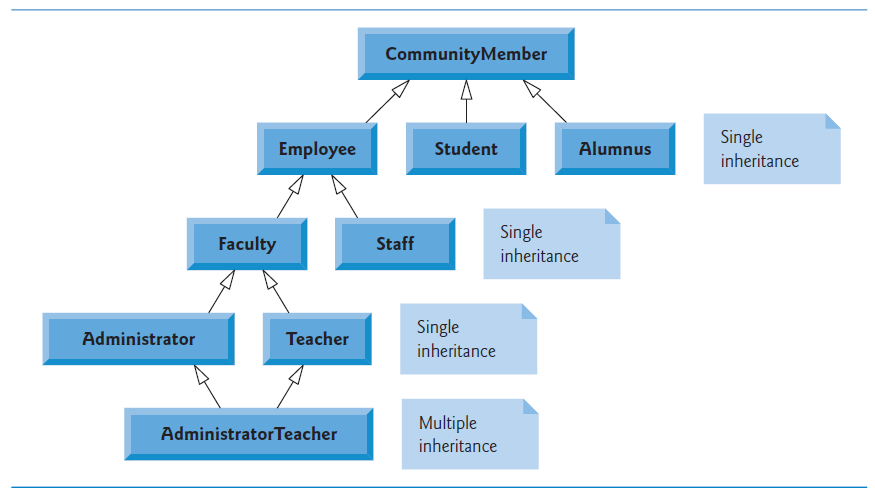 CommunityMember
Employee
Student
Alumnus
Single
inheritance
Faculty
Staff
Single
inheritance
Administrator
Teacher
Single
inheritance
AdministratorTeacher
Multiple
inheritance